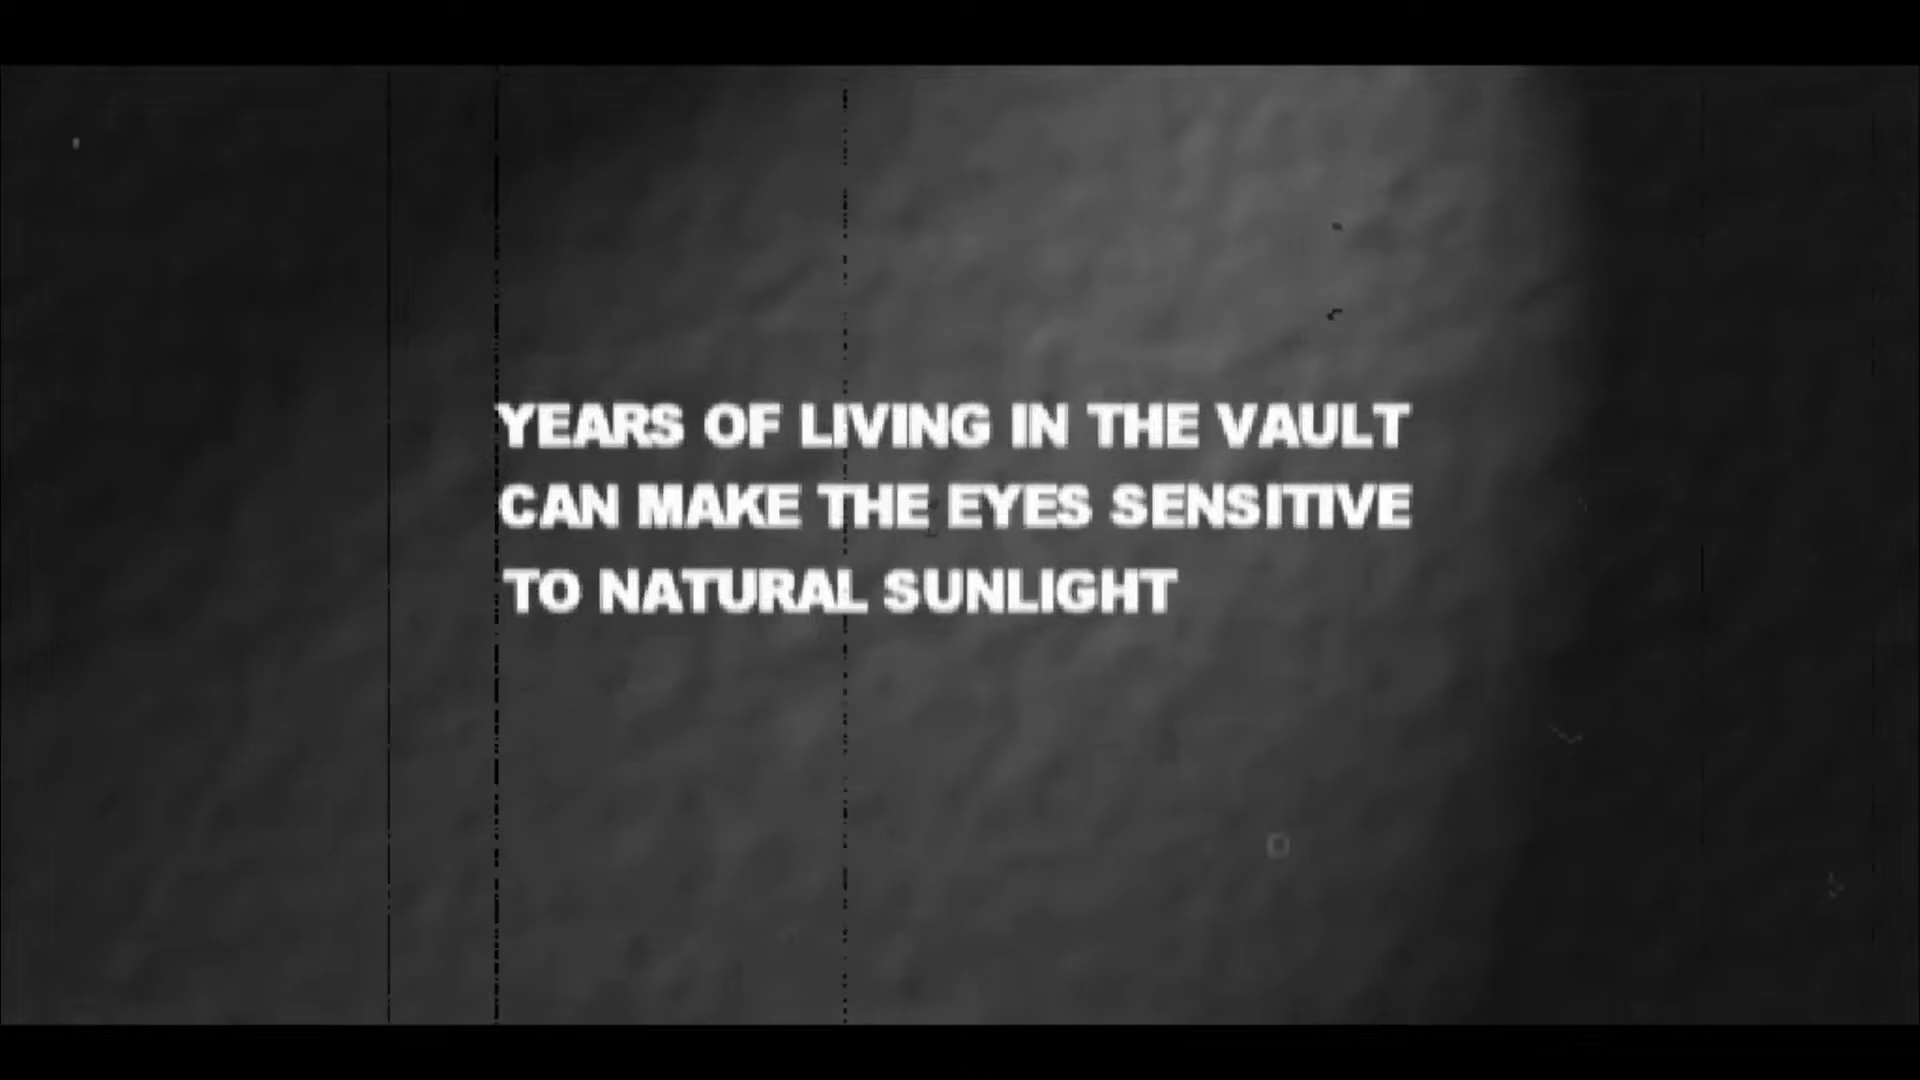 YEARS OF LIVING IN THE VAULT
CAN MAKE THE EYES SENSITIVE
TO NATURAL SUNLIGHT